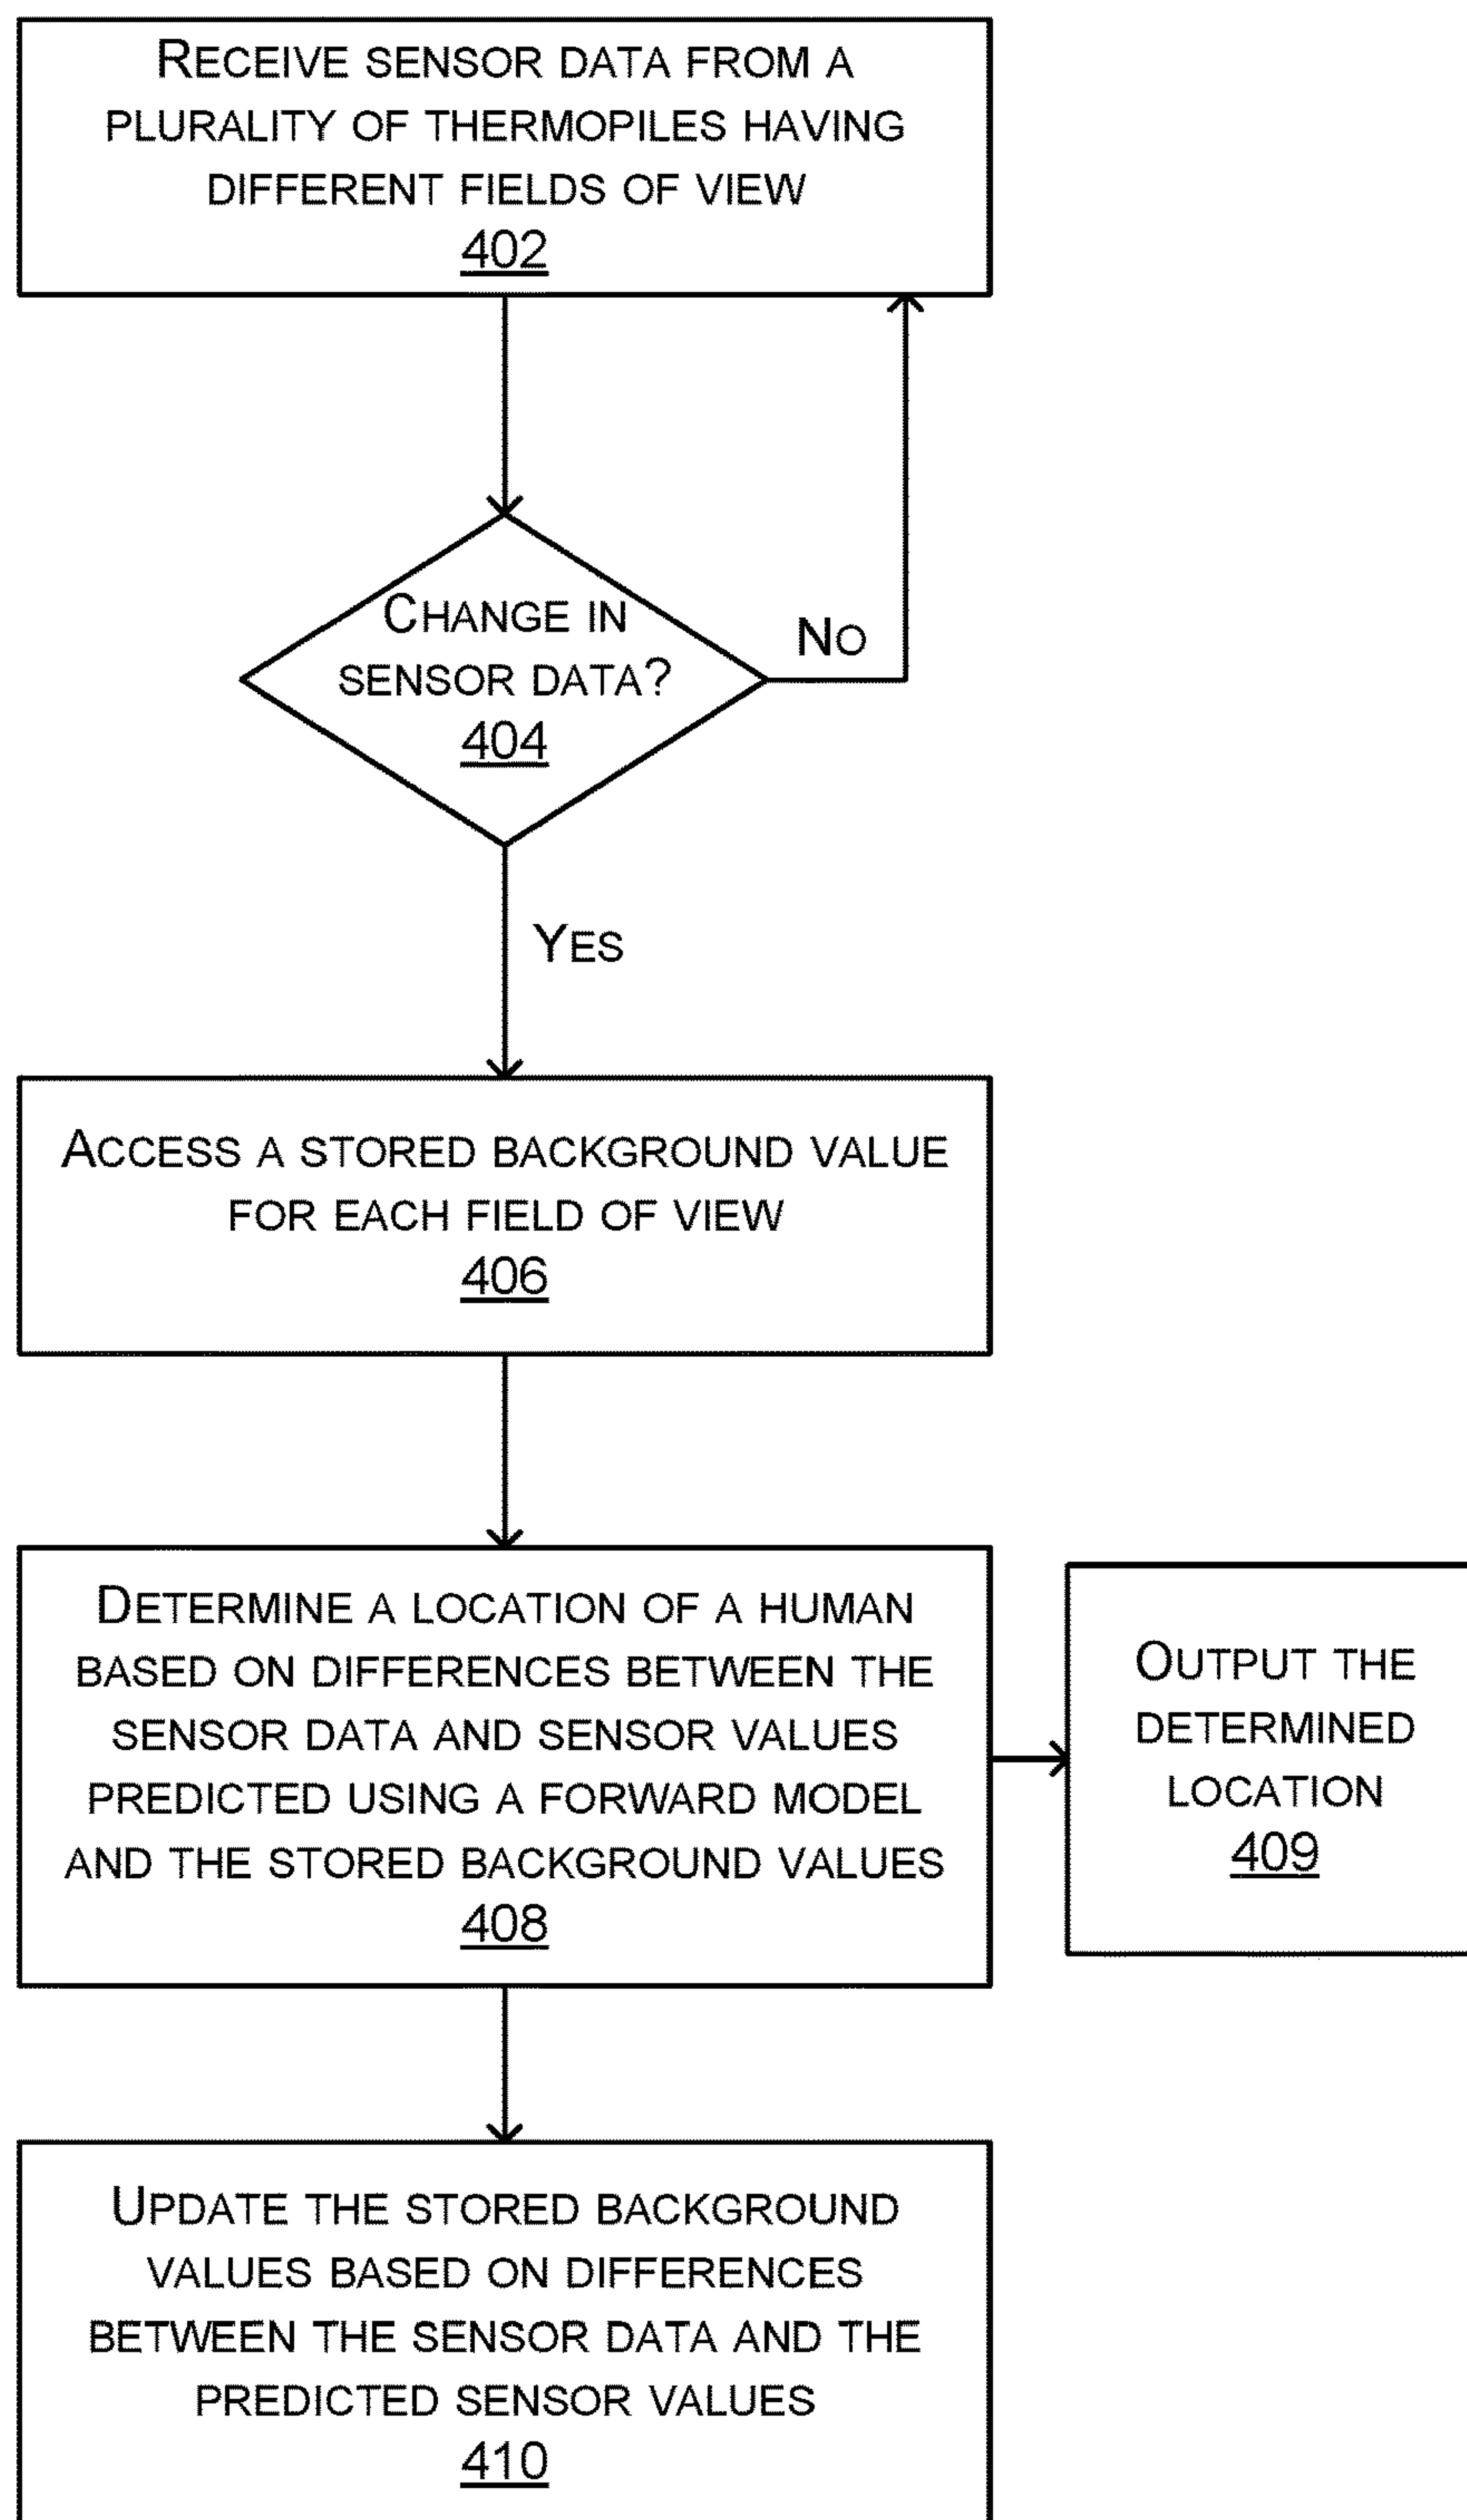 RECEIVE SENSOR DATA FROM A
PLURALITY OF THERMOPILES HAVING
DIFFERENT FIELDS OF VIEW
402
CHANGE IN
SENSOR DATA?
404
NO
YES
ACCESS A STORED BACKGROUND VALUE
FOR EACH FIELD OF VIEW
406
DETERMINE A LOCATION OF A HUMAN
BASED ON DIFFERENCES BETWEEN THE
SENSOR DATA AND SENSOR VALUES
PREDICTED USING A FORWARD MODEL
AND THE STORED BACKGROUND VALUES
408
OUTPUT THE
DETERMINED
LOCATION
409
UPDATE THE STORED BACKGROUND
VALUES BASED ON DIFFERENCES
BETWEEN THE SENSOR DATA AND THE
PREDICTED SENSOR VALUES
410